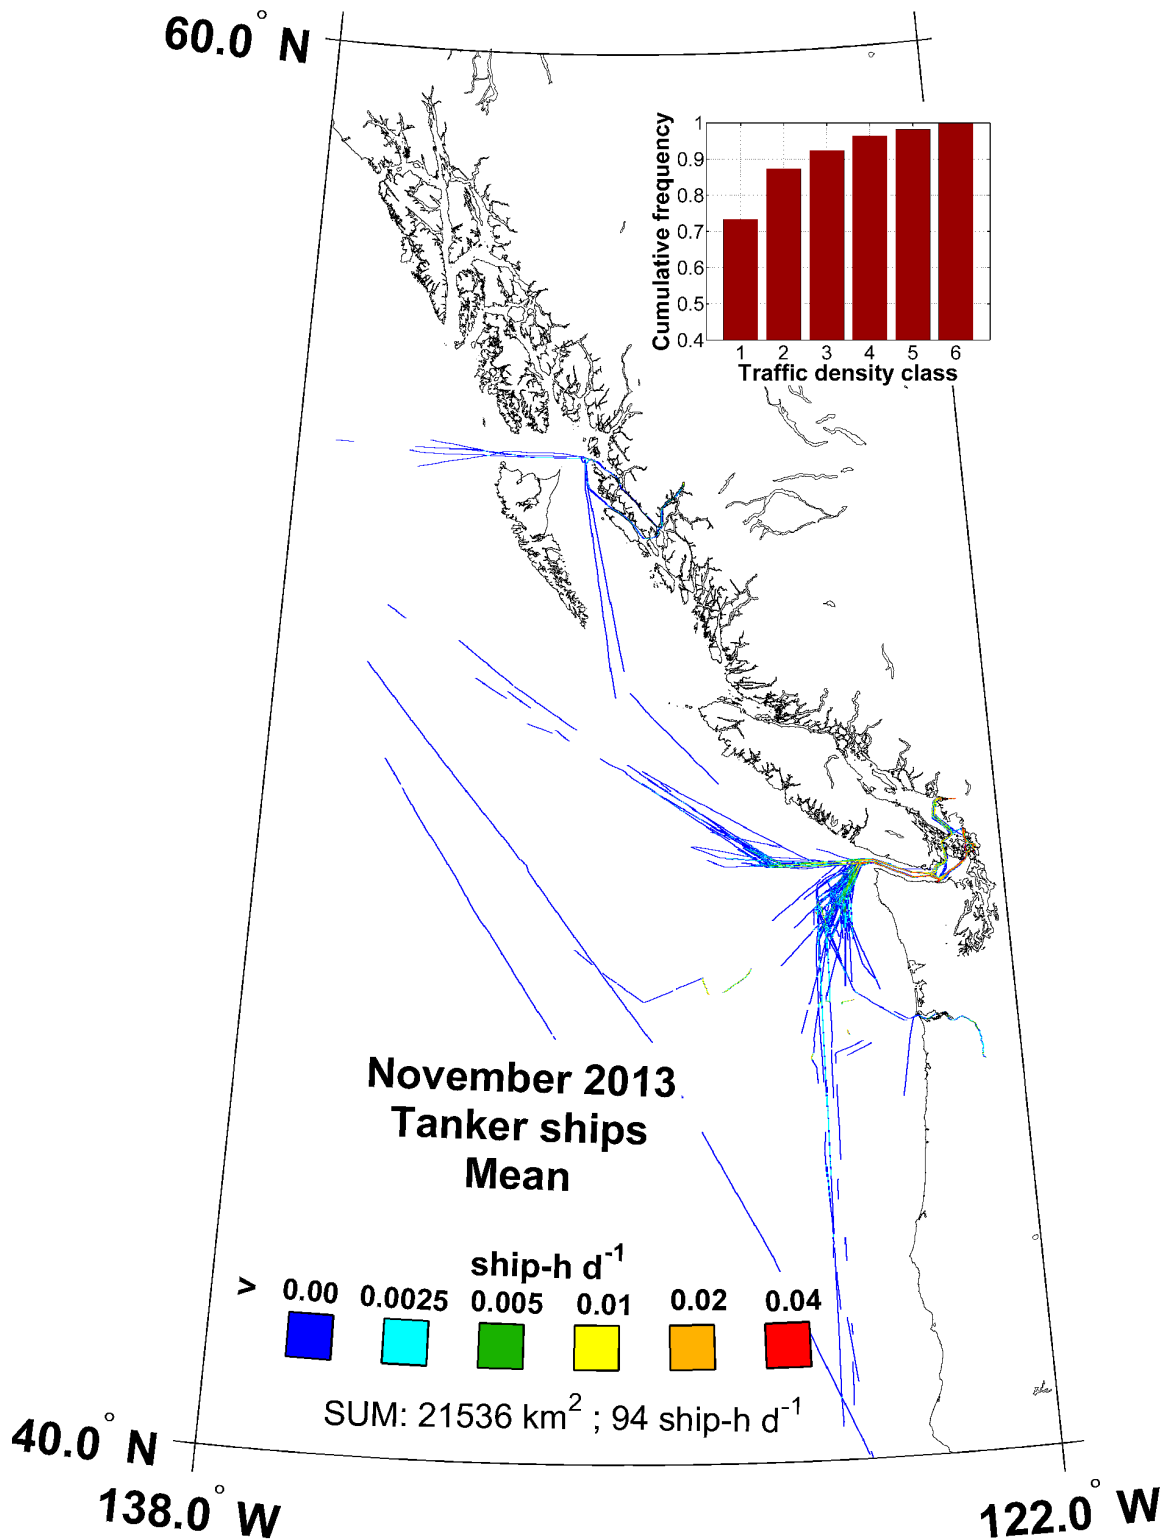 60.0° N
Cumulative frequency
1
0.9
0.8
0.7
0.6
0.5
0.4
1 2 3 4 5 6
Traffic density class
November 2013
Tanker ships
Mean
ship-h d⁻¹
> 0.00 0.0025 0.005 0.01 0.02 0.04
SUM: 21536 km² ; 94 ship-h d⁻¹
40.0° N
138.0° W
122.0° W